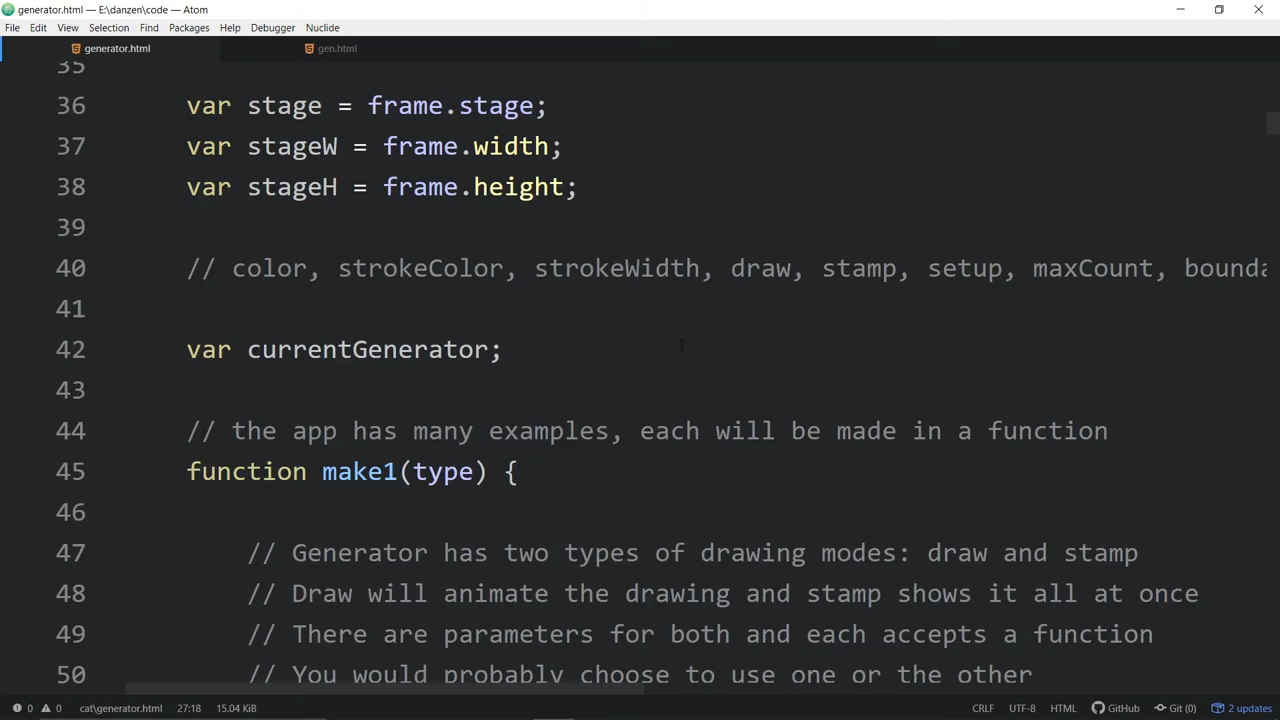 generator.html — E:\danzen\code — Atom
File Edit View Selection Find Packages Help Debugger Nuclide
generator.html gen.html
35
36 var stage = frame.stage;
37 var stageW = frame.width;
38 var stageH = frame.height;
39
40 // color, strokeColor, strokeWidth, draw, stamp, setup, maxCount, bounda
41
42 var currentGenerator;
43
44 // the app has many examples, each will be made in a function
45 function make1(type) {
46
47 // Generator has two types of drawing modes: draw and stamp
48 // Draw will animate the drawing and stamp shows it all at once
49 // There are parameters for both and each accepts a function
50 // You would probably choose to use one or the other
0 0 cat\generator.html 27:18 15.04 KiB CRLF UTF-8 HTML GitHub Git (0) 2 updates